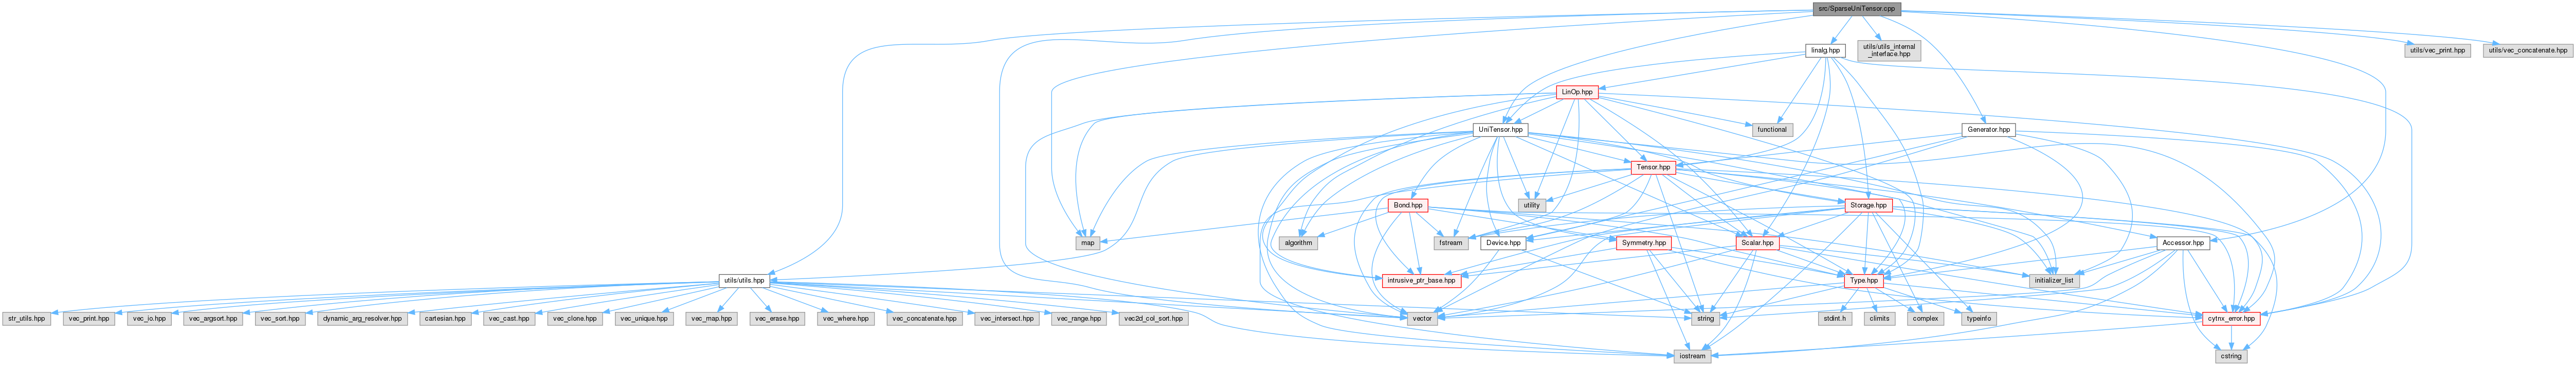 src/SparseUniTensor.cpp
linalg.hpp
utils/utils_internal
_interface.hpp
utils/vec_print.hpp
utils/vec_concatenate.hpp
LinOp.hpp
UniTensor.hpp
functional
Generator.hpp
Tensor.hpp
Bond.hpp
utility
Storage.hpp
map
algorithm
fstream
Device.hpp
Symmetry.hpp
Scalar.hpp
Accessor.hpp
utils/utils.hpp
intrusive_ptr_base.hpp
Type.hpp
initializer_list
str_utils.hpp
vec_print.hpp
vec_io.hpp
vec_argsort.hpp
vec_sort.hpp
dynamic_arg_resolver.hpp
cartesian.hpp
vec_cast.hpp
vec_clone.hpp
vec_unique.hpp
vec_map.hpp
vec_erase.hpp
vec_where.hpp
vec_concatenate.hpp
vec_intersect.hpp
vec_range.hpp
vec2d_col_sort.hpp
vector
string
stdint.h
climits
complex
typeinfo
cytnx_error.hpp
iostream
cstring